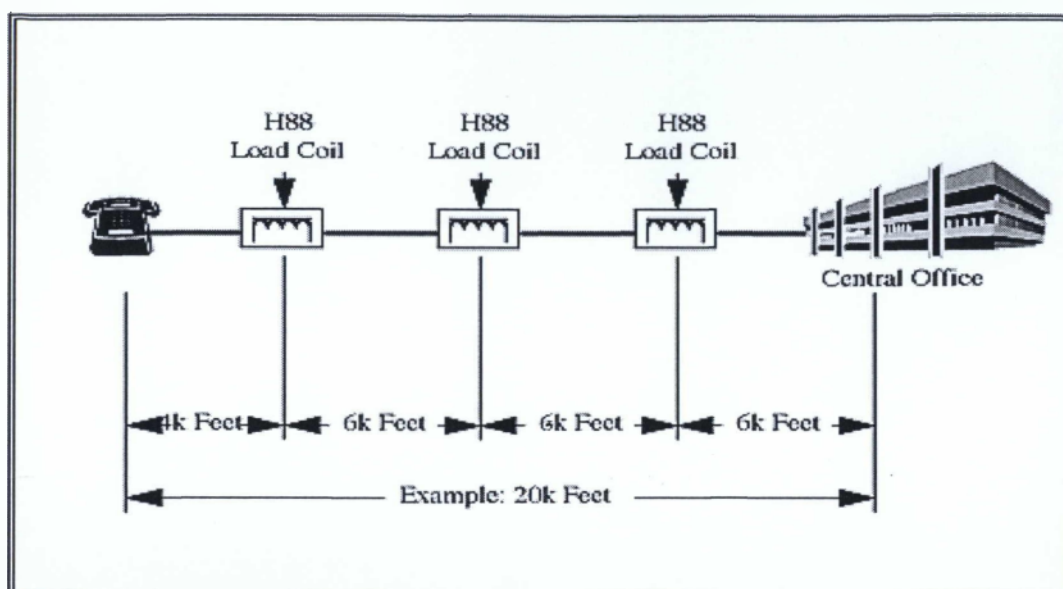 H88
Load Coil
H88
Load Coil
H88
Load Coil
Central Office
4k Feet
6k Feet
6k Feet
6k Feet
Example: 20k Feet